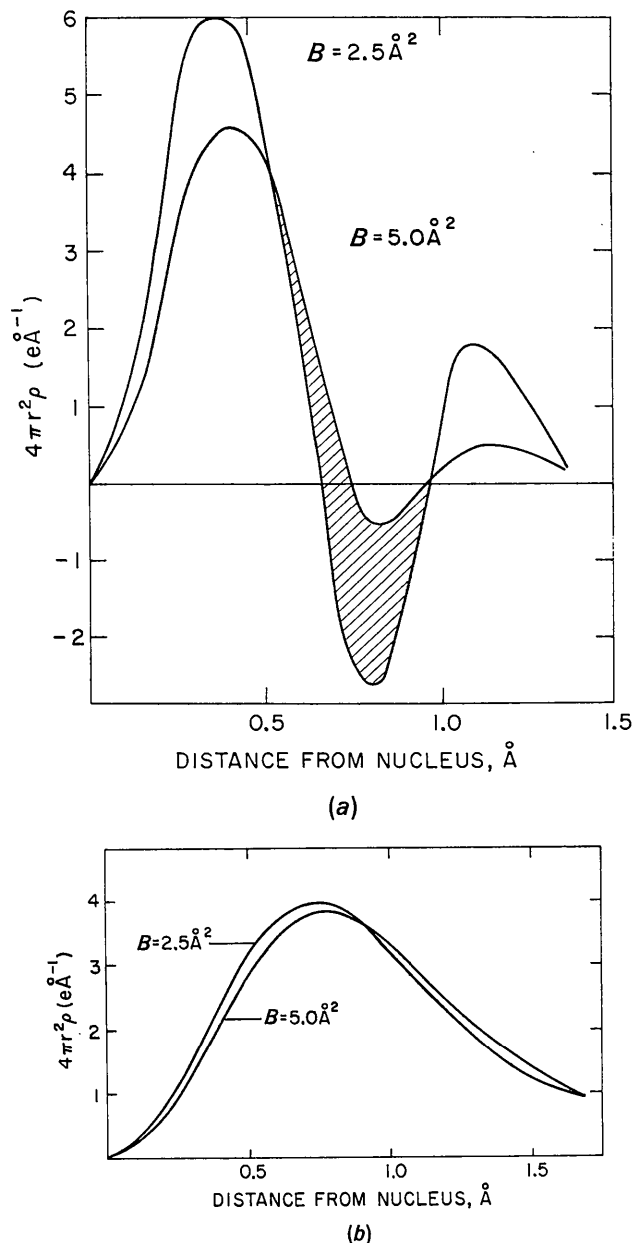 6
5
4
3
2
1
0
-1
-2
4πr²ρ (eÅ⁻¹)
B = 2.5Å²
B = 5.0Å²
0.5
1.0
1.5
DISTANCE FROM NUCLEUS, Å
(a)
4
3
2
1
4πr²ρ (eÅ⁻¹)
B=2.5Å²
B=5.0Å²
0.5
1.0
1.5
DISTANCE FROM NUCLEUS, Å
(b)